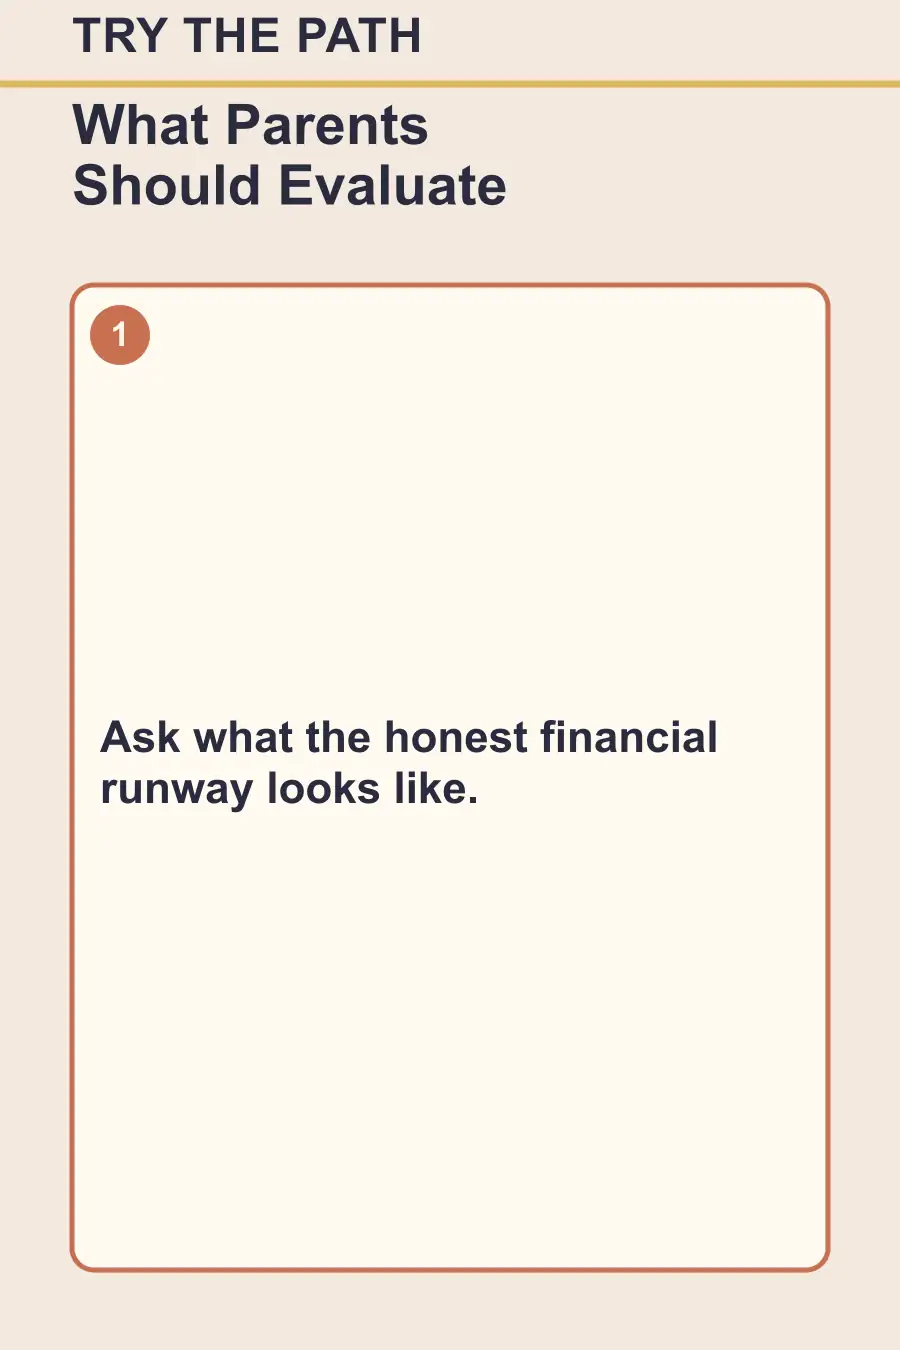 TRY THE PATH
What Parents
Should Evaluate
1
Ask what the honest financial
runway looks like.